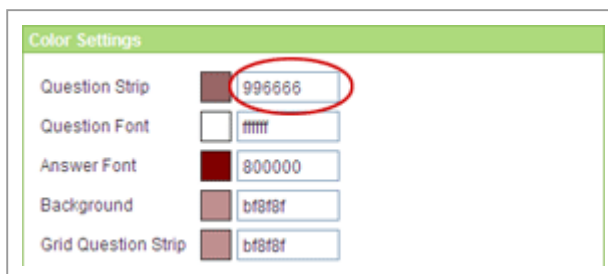 Color Settings
Question Strip 996666
Question Font ffffff
Answer Font 800000
Background bf8f8f
Grid Question Strip bf8f8f